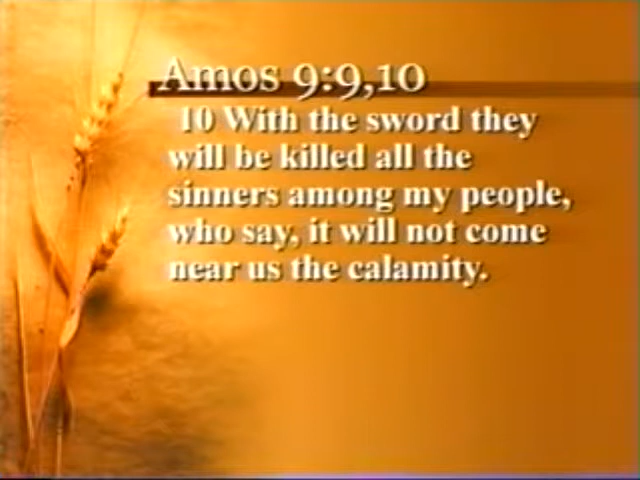 Amos 9:9,10
10 With the sword they
will be killed all the
sinners among my people,
who say, it will not come
near us the calamity.